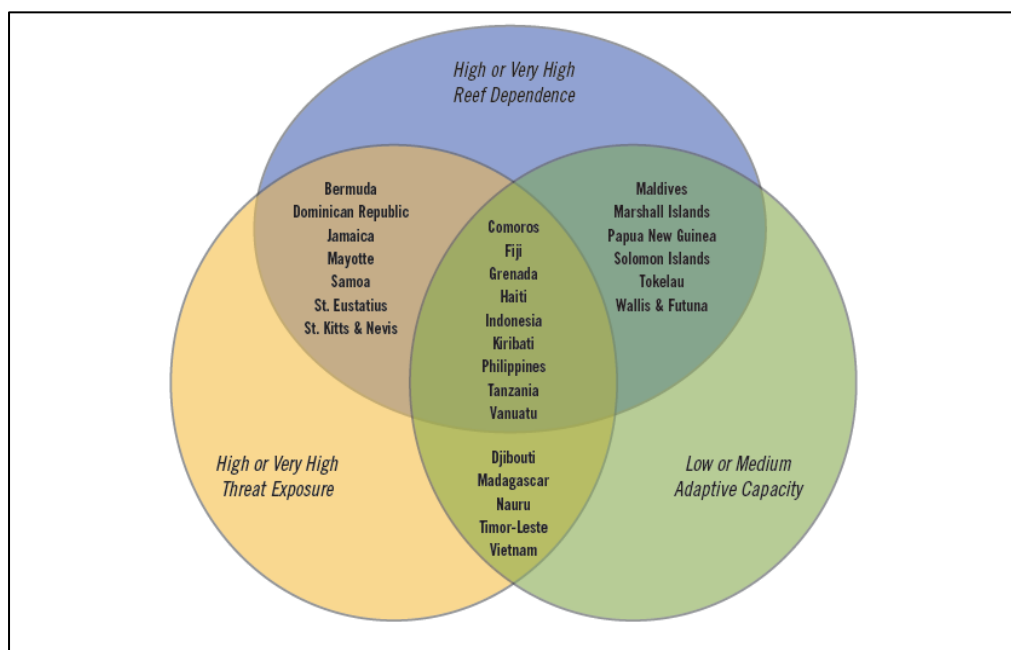 High or Very High
Reef Dependence
Bermuda
Dominican Republic
Jamaica
Mayotte
Samoa
St. Eustatius
St. Kitts & Nevis
Comoros
Fiji
Grenada
Haiti
Indonesia
Kiribati
Philippines
Tanzania
Vanuatu
Maldives
Marshall Islands
Papua New Guinea
Solomon Islands
Tokelau
Wallis & Futuna
High or Very High
Threat Exposure
Djibouti
Madagascar
Nauru
Timor-Leste
Vietnam
Low or Medium
Adaptive Capacity